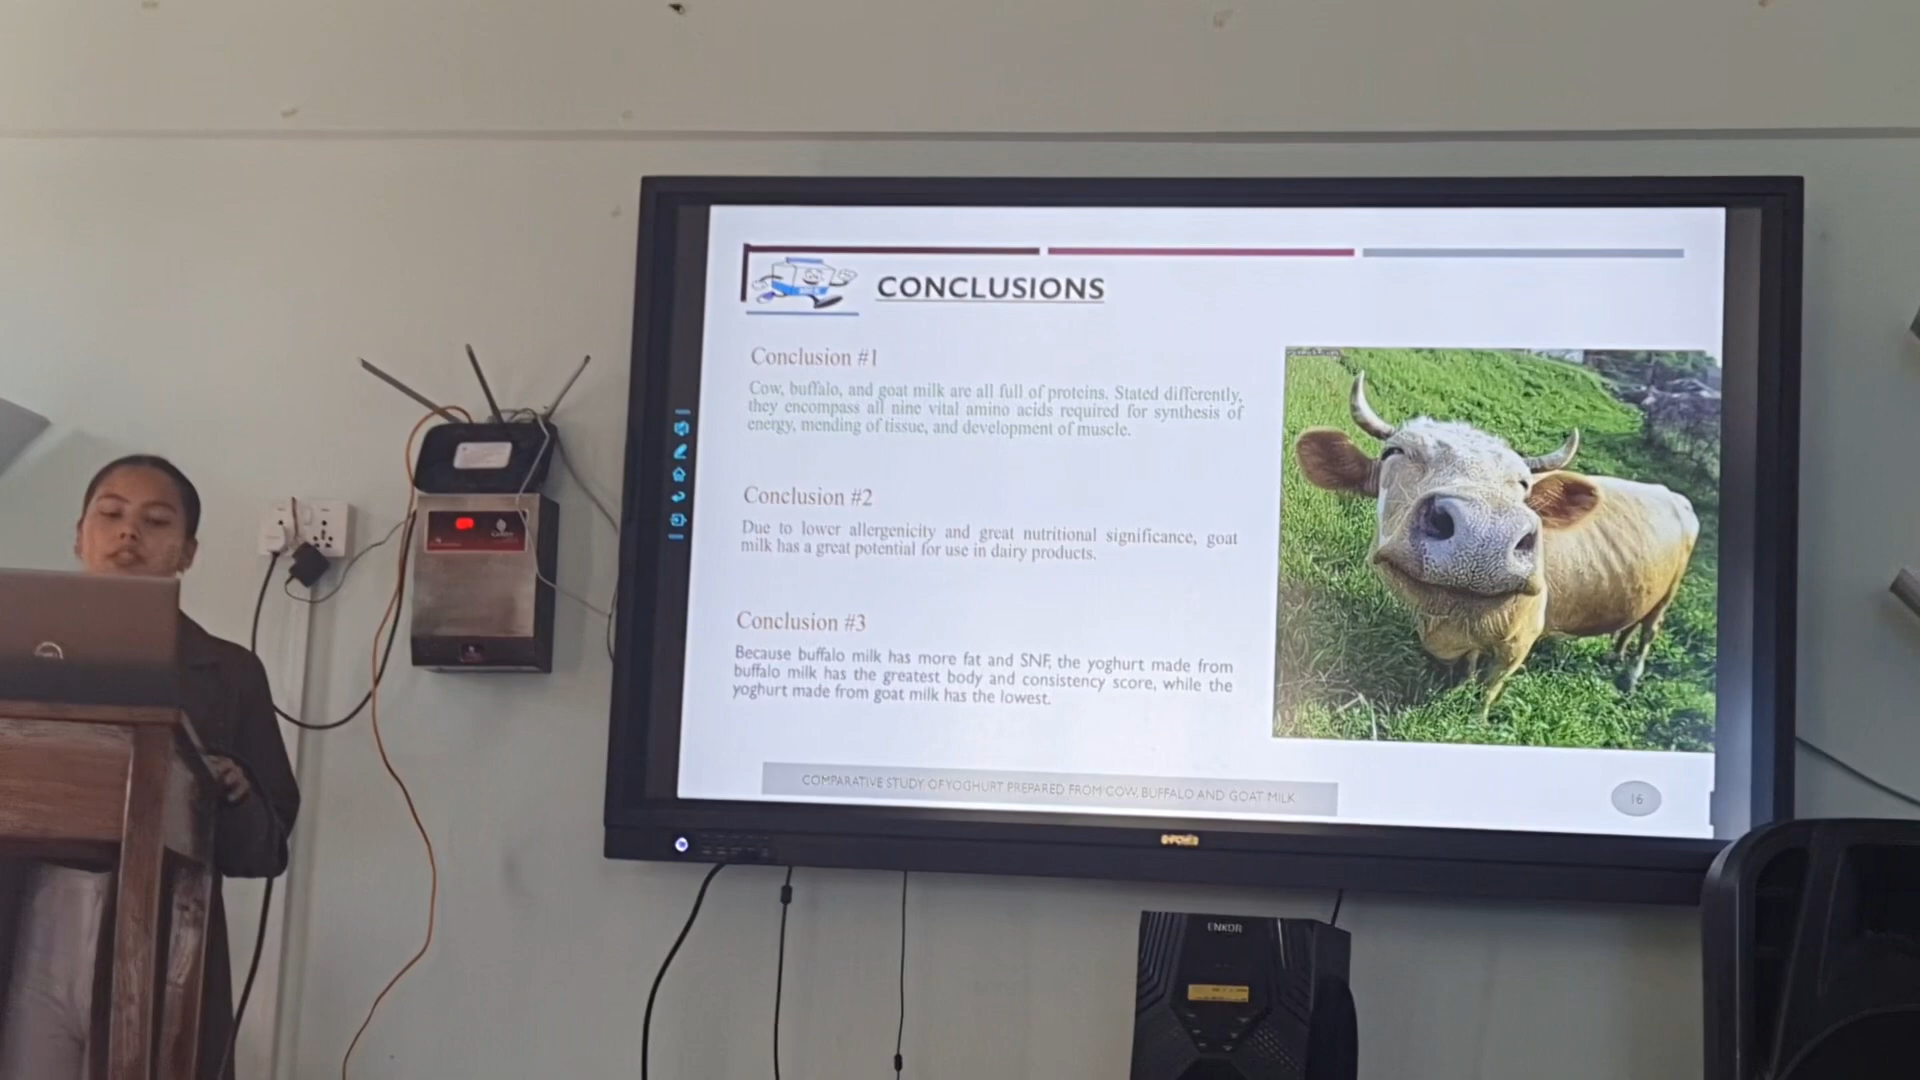 CONCLUSIONS
Conclusion #1
Cow, buffalo, and goat milk are all full of proteins. Stated differently,
they encompass all nine vital amino acids required for synthesis of
energy, mending of tissue, and development of muscle.
Conclusion #2
Due to lower allergenicity and great nutritional significance, goat
milk has a great potential for use in dairy products.
Conclusion #3
Because buffalo milk has more fat and SNF, the yoghurt made from
buffalo milk has the greatest body and consistency score, while the
yoghurt made from goat milk has the lowest.
COMPARATIVE STUDY OF YOGHURT PREPARED FROM COW, BUFFALO AND GOAT MILK
16
ENKOR